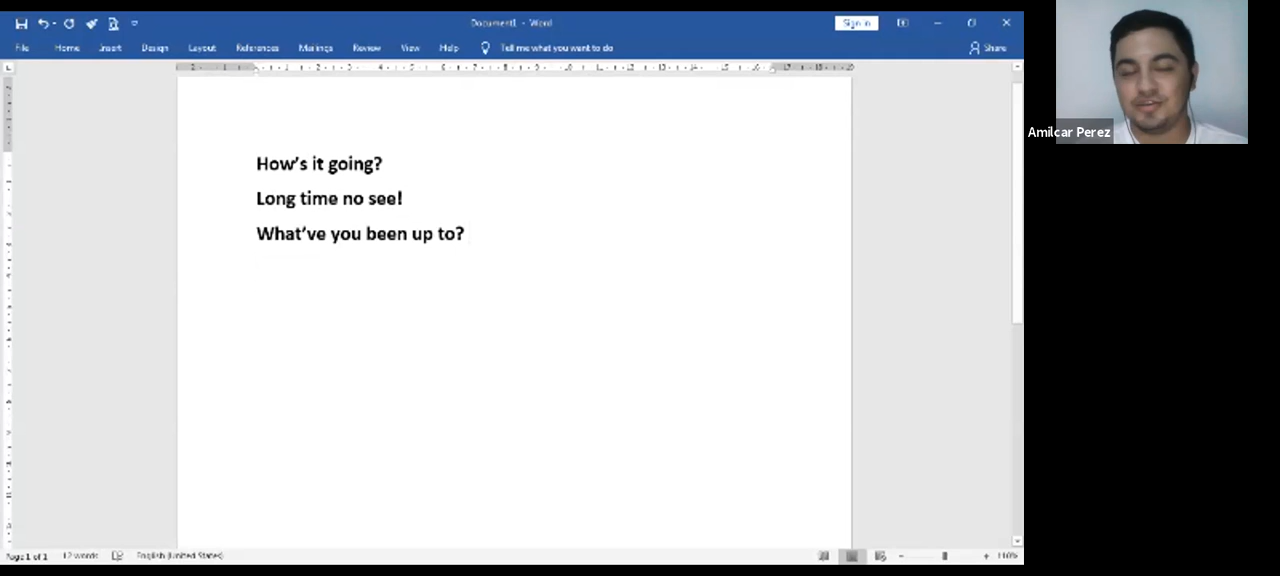 Document1 - Word
Sign in
File Home Insert Design Layout References Mailings Review View Help Tell me what you want to do Share
Amilcar Perez
How's it going?
Long time no see!
What've you been up to?
Page 1 of 1 12 words English (United States) 110%